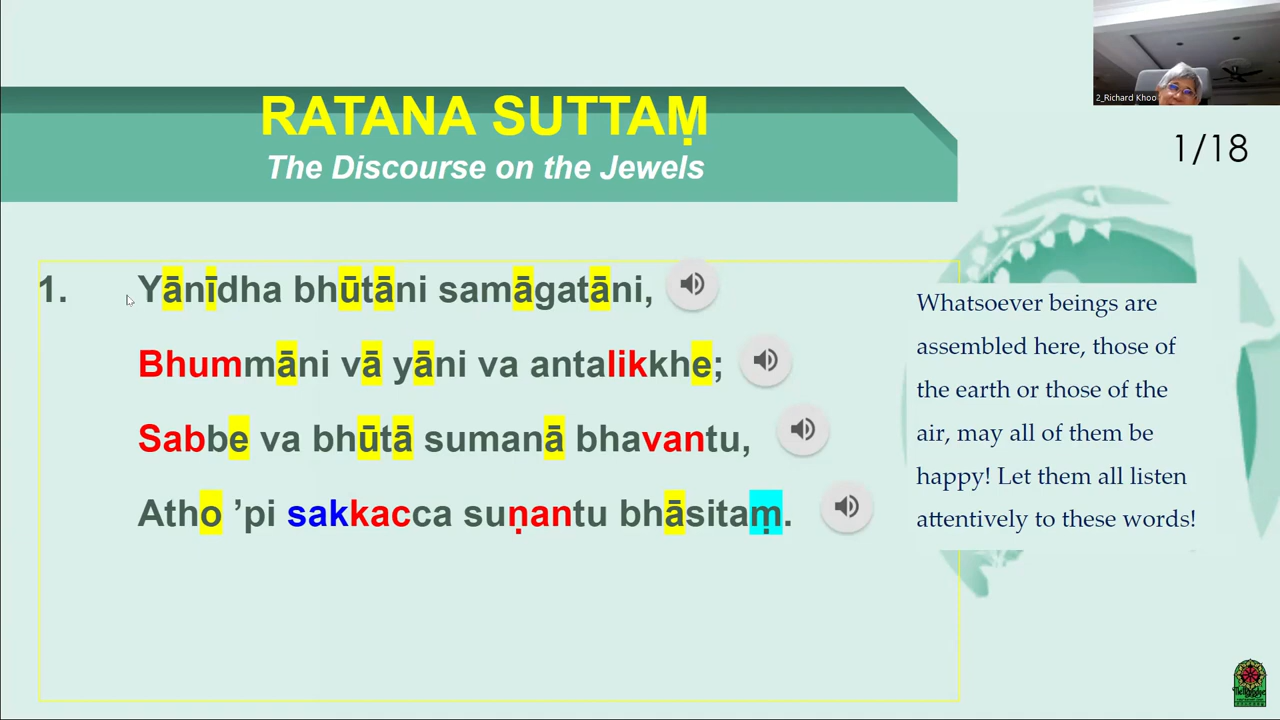 2_Richard Khoo
RATANA SUTTAṂ
The Discourse on the Jewels
1/18
1. Yānīdha bhūtāni samāgatāni,
Bhummāni vā yāni va antalikkhe;
Sabbe va bhūtā sumanā bhavantu,
Atho ’pi sakkacca suṇantu bhāsitaṃ.
Whatsoever beings are
assembled here, those of
the earth or those of the
air, may all of them be
happy! Let them all listen
attentively to these words!